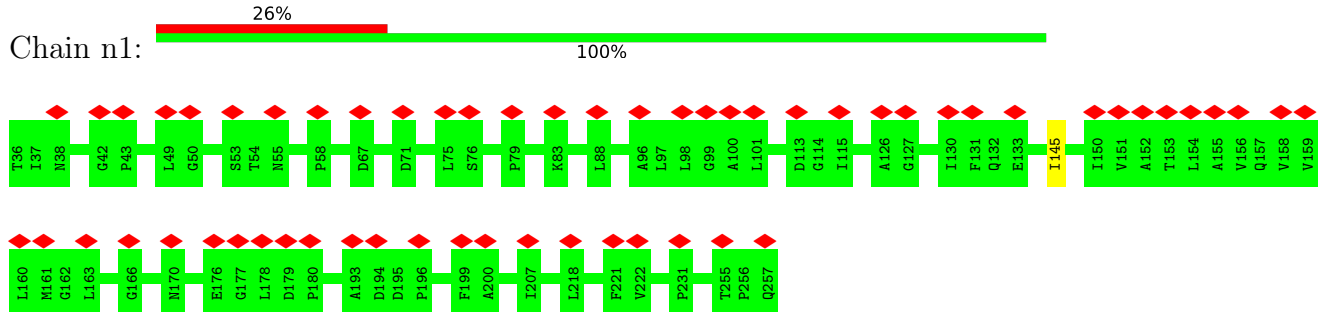 26%
Chain n1:
100%
T36 I37 N38 G42 P43 L49 G50 S53 T54 N55 P58 D67 D71 L75 S76 P79 K83 L88 A96 L97 L98 G99 A100 L101 D113 G114 I115 A126 G127 I130 F131 Q132 E133 I145 I150 V151 A152 T153 L154 A155 V156 Q157 V158 V159
L160 M161 G162 L163 G166 N170 E176 G177 L178 D179 P180 A193 D194 D195 P196 F199 A200 I207 L218 F221 V222 P231 T255 P256 Q257